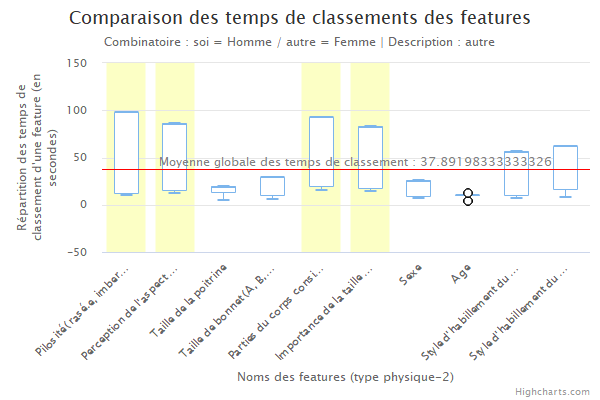 Comparaison des temps de classements des features
Combinatoire : soi = Homme / autre = Femme | Description : autre
Répartition des temps de
classement d'une feature (en
secondes)
150
100
50
0
-50
Moyenne globale des temps de classement : 37.89198333333326
Pilosité(rasé.e, imber...
Perception de l'aspect ...
Taille de la poitrine
Taille de bonnet(A, B,...
Parties du corps consi...
Importance de la taille ...
Sexe
Age
Style d'habillement du ...
Style d'habillement du ...
Noms des features (type physique-2)
Highcharts.com